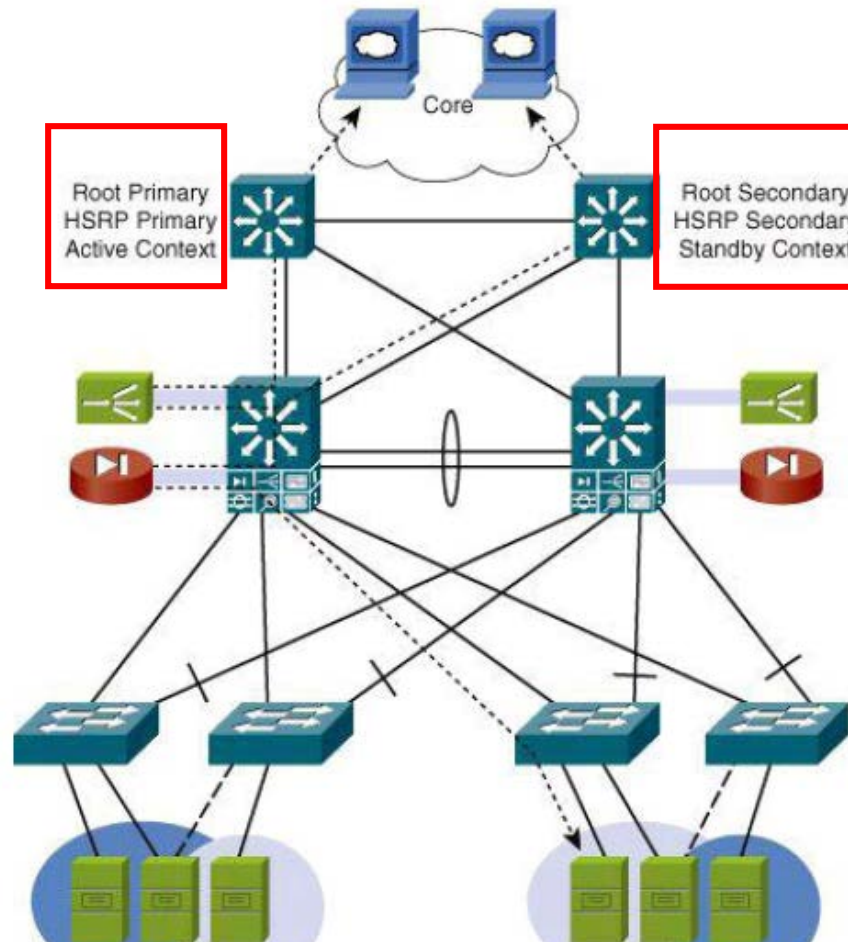 Core
Root Primary
HSRP Primary
Active Context
Root Secondary
HSRP Secondary
Standby Context